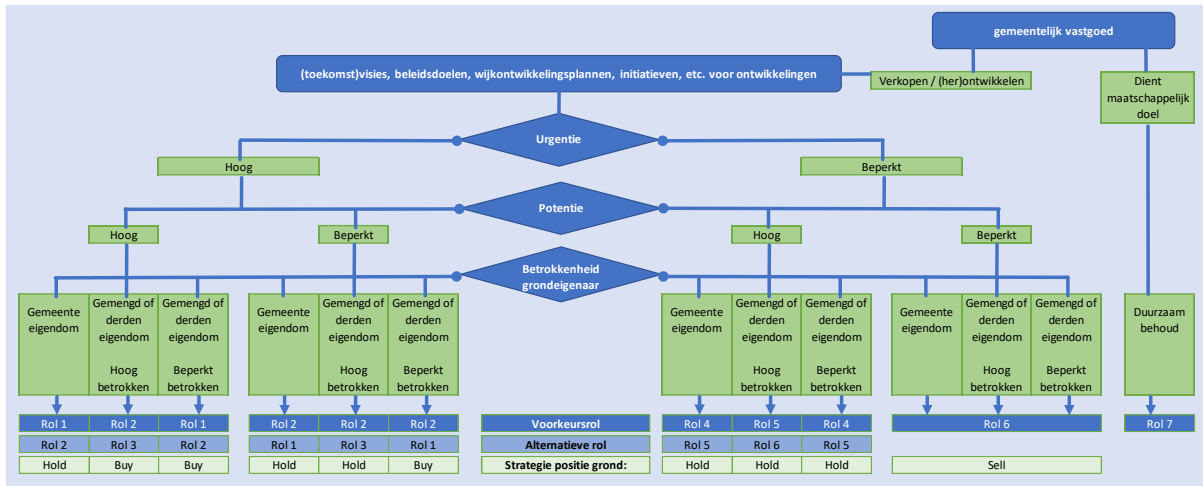 gemeentelijk vastgoed
(toekomst)visies, beleidsdoelen, wijkontwikkelingsplannen, initiatieven, etc. voor ontwikkelingen
Verkopen / (her)ontwikkelen
Dient
maatschappelijk
doel
Urgentie
Hoog
Beperkt
Potentie
Hoog
Beperkt
Hoog
Beperkt
Betrokkenheid
grondeigenaar
Gemeente
eigendom
Gemengd of
derden
eigendom
Hoog
betrokken
Gemengd of
derden
eigendom
Beperkt
betrokken
Gemeente
eigendom
Gemengd of
derden
eigendom
Hoog
betrokken
Gemengd of
derden
eigendom
Beperkt
betrokken
Gemeente
eigendom
Gemengd of
derden
eigendom
Hoog
betrokken
Gemengd of
derden
eigendom
Beperkt
betrokken
Gemeente
eigendom
Gemengd of
derden
eigendom
Hoog
betrokken
Gemengd of
derden
eigendom
Beperkt
betrokken
Duurzaam
behoud
Rol 1 Rol 2 Rol 1 Rol 2 Rol 2 Rol 2 Voorkeursrol Rol 4 Rol 5 Rol 4 Rol 6 Rol 7
Rol 2 Rol 3 Rol 2 Rol 1 Rol 3 Rol 1 Alternatieve rol Rol 5 Rol 6 Rol 5
Hold Buy Buy Hold Hold Buy Strategie positie grond: Hold Hold Hold Sell